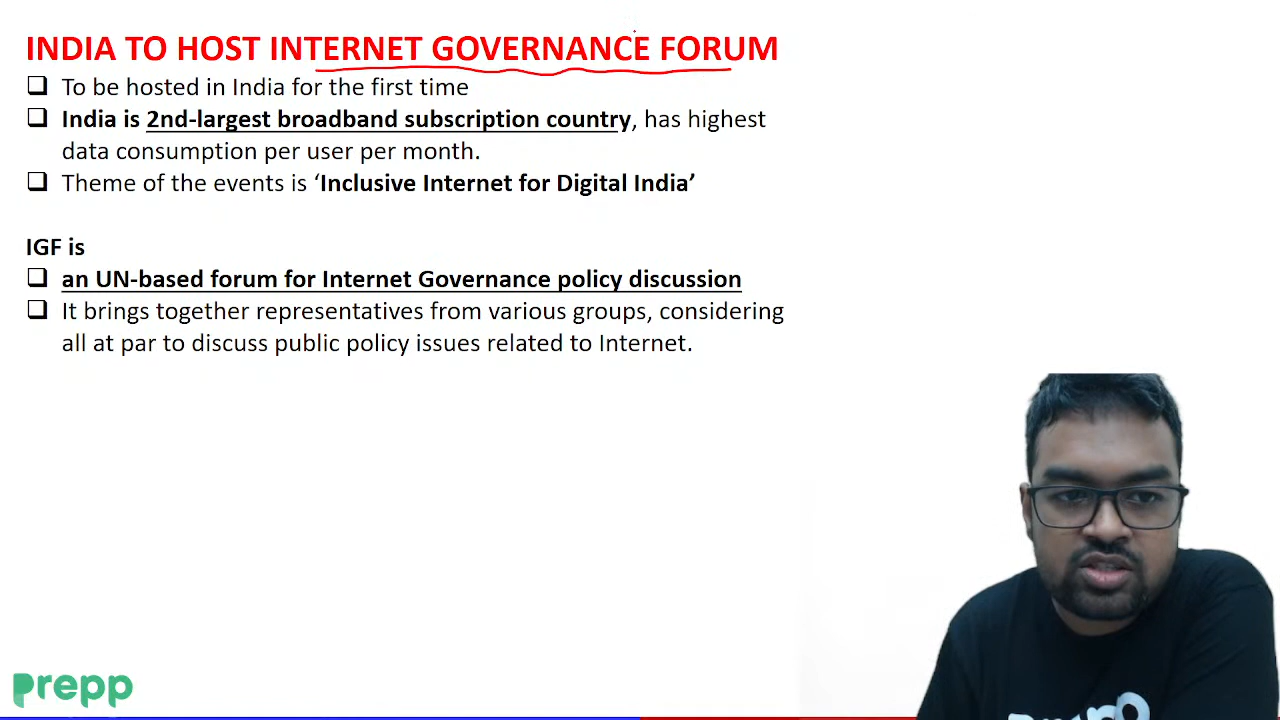 INDIA TO HOST INTERNET GOVERNANCE FORUM
❑ To be hosted in India for the first time
❑ India is 2nd-largest broadband subscription country, has highest
data consumption per user per month.
❑ Theme of the events is ‘Inclusive Internet for Digital India’
IGF is
❑ an UN-based forum for Internet Governance policy discussion
❑ It brings together representatives from various groups, considering
all at par to discuss public policy issues related to Internet.
prepp